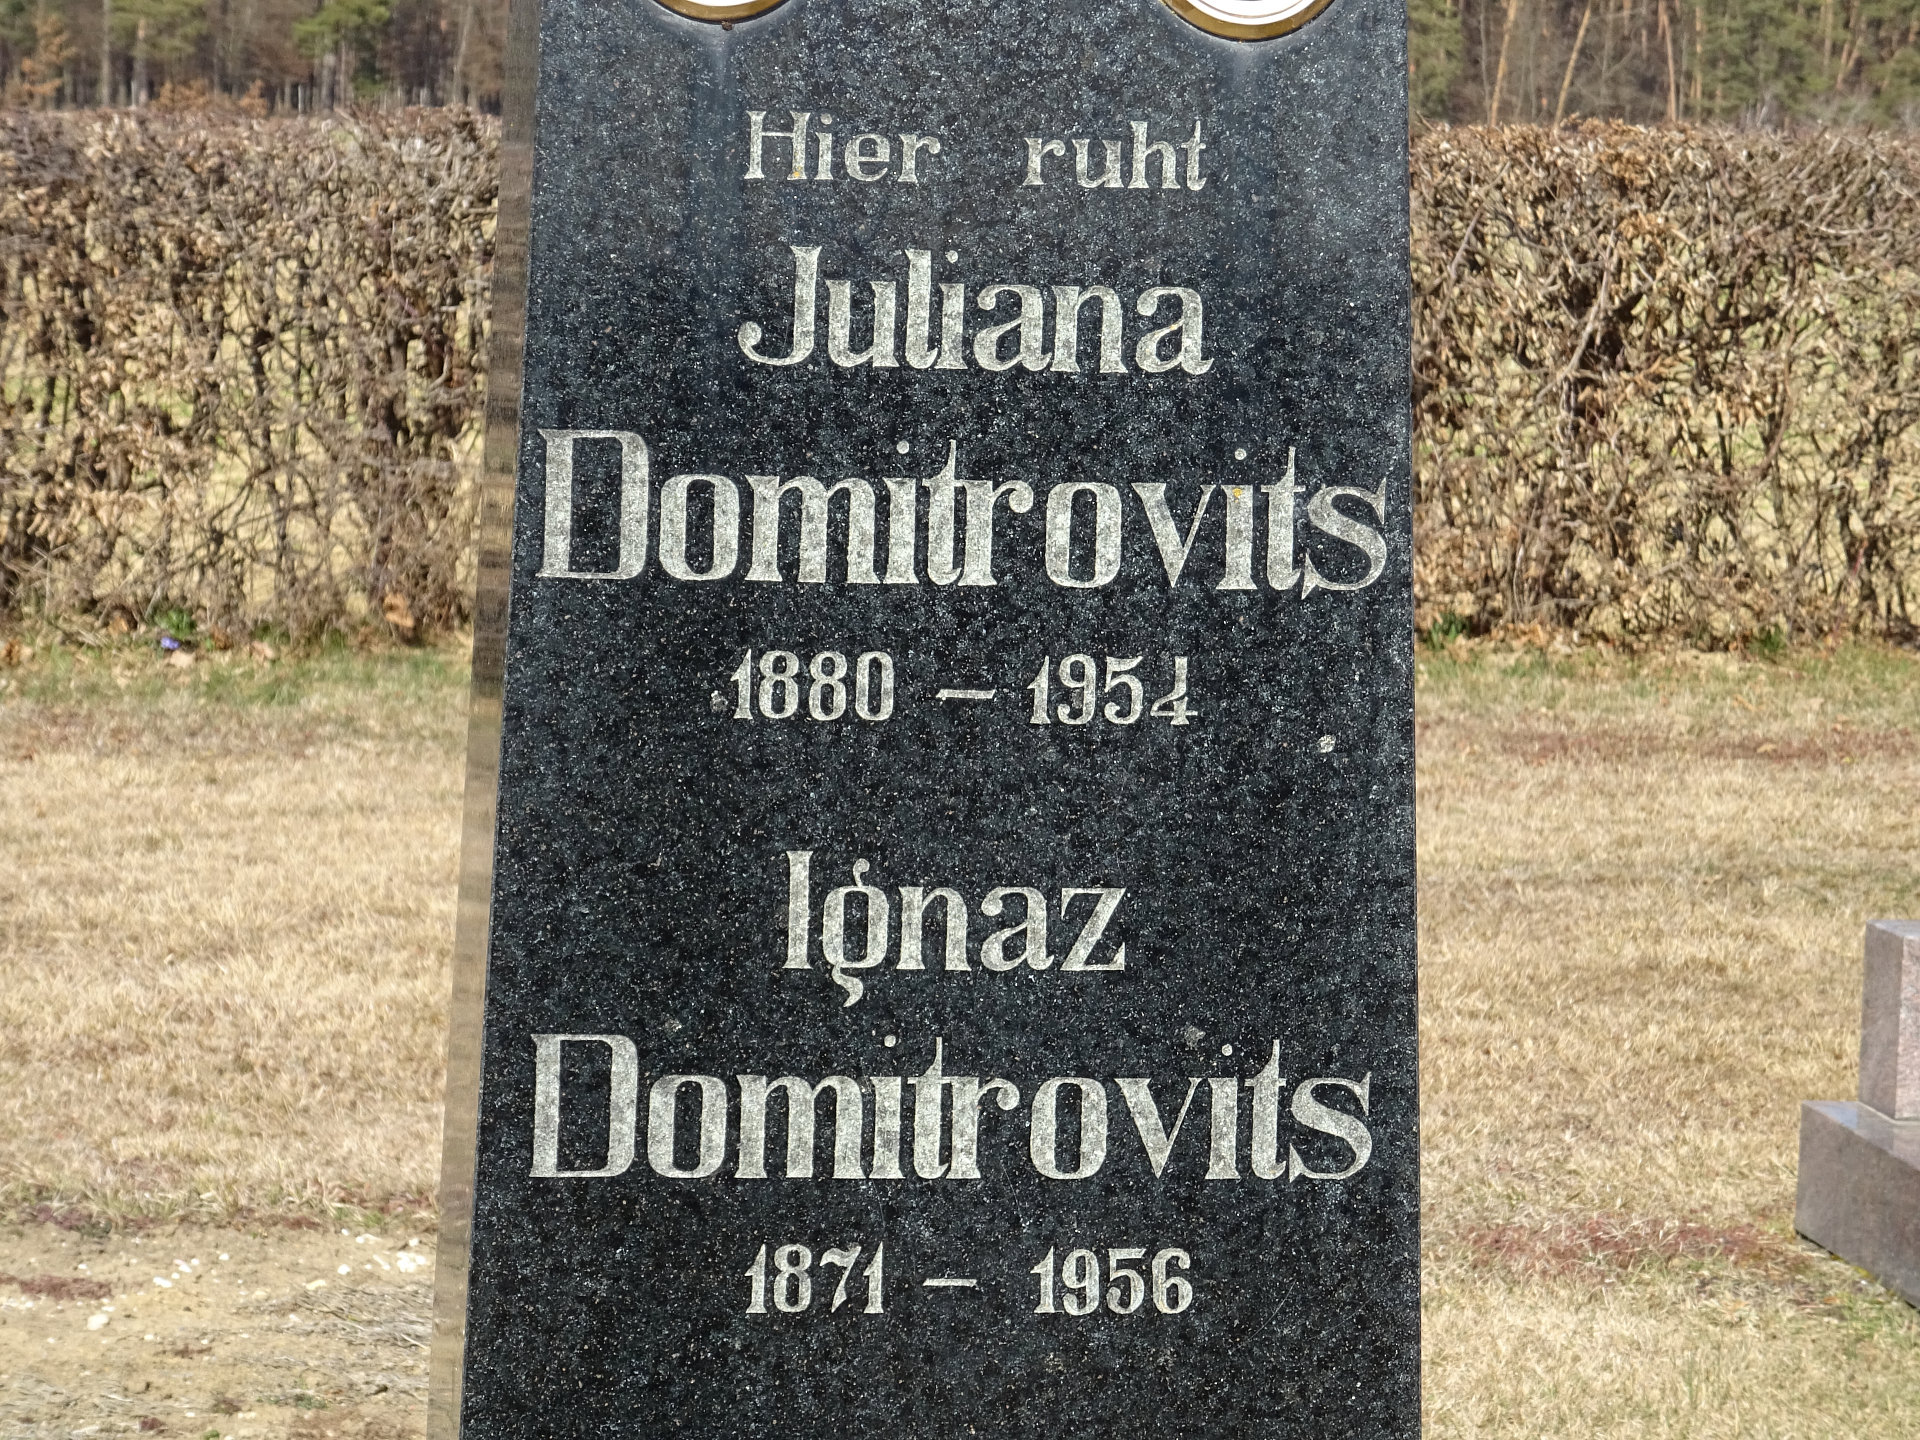 Hier ruht
Juliana
Domitrovits
1880 – 1954
Ignaz
Domitrovits
1871 – 1956